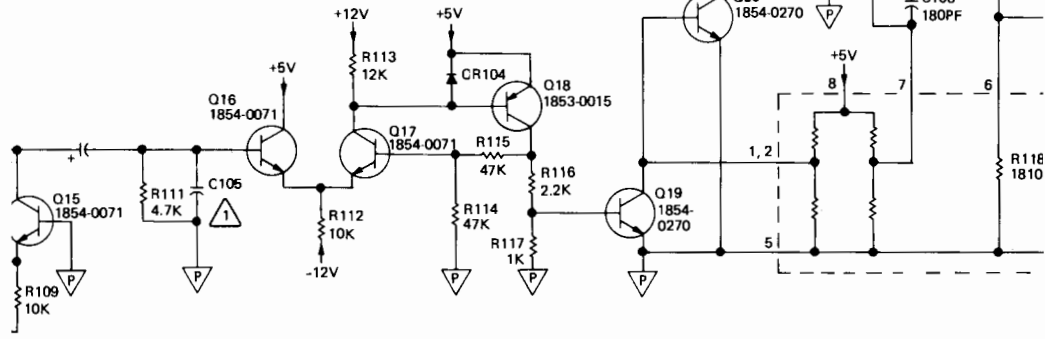 +12V
+5V
1854-0270
180PF
R113
12K
CR104
+5V
+5V
Q16
1854-0071
Q18
1853-0015
8
7
6
Q17
1854-0071
R115
47K
1, 2
R118
1810
R111
4.7K
C105
1
R116
2.2K
Q19
1854-
0270
Q15
1854-0071
R112
10K
R114
47K
R117
1K
5
-12V
P
P
P
P
P
P
R109
10K
+